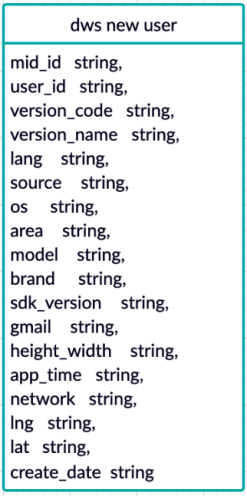 dws new user
mid_id string,
user_id string,
version_code string,
version_name string,
lang string,
source string,
os string,
area string,
model string,
brand string,
sdk_version string,
gmail string,
height_width string,
app_time string,
network string,
lng string,
lat string,
create_date string